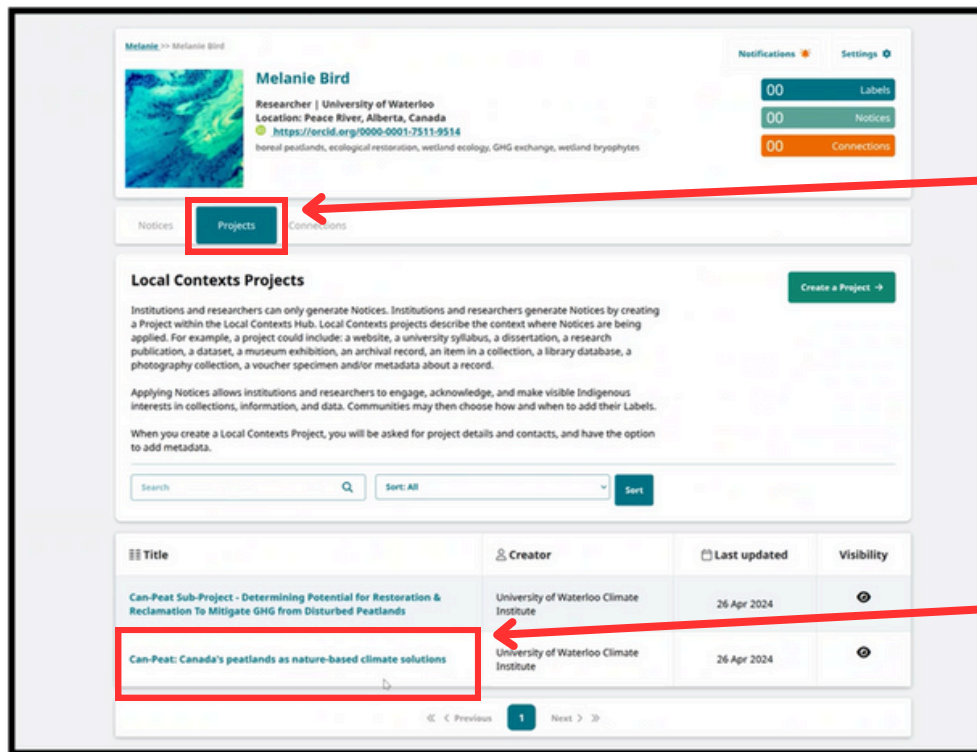 Melanie >> Melanie Bird
Notifications
Settings
Melanie Bird
Researcher | University of Waterloo
Location: Peace River, Alberta, Canada
https://orcid.org/0000-0001-7511-9514
boreal peatlands, ecological restoration, wetland ecology, GHG exchange, wetland bryophytes
00 Labels
00 Notices
00 Connections
Notices
Projects
Connections
Local Contexts Projects
Create a Project →
Institutions and researchers can only generate Notices. Institutions and researchers generate Notices by creating
a Project within the Local Contexts Hub. Local Contexts projects describe the context where Notices are being
applied. For example, a project could include: a website, a university syllabus, a dissertation, a research
publication, a dataset, a museum exhibition, an archival record, an item in a collection, a library database, a
photography collection, a voucher specimen and/or metadata about a record.
Applying Notices allows institutions and researchers to engage, acknowledge, and make visible Indigenous
interests in collections, information, and data. Communities may then choose how and when to add their Labels.
When you create a Local Contexts Project, you will be asked for project details and contacts, and have the option
to add metadata.
Search
Sort: All
Sort
Title
Creator
Last updated
Visibility
Can-Peat Sub-Project - Determining Potential for Restoration &
Reclamation To Mitigate GHG from Disturbed Peatlands
University of Waterloo Climate
Institute
26 Apr 2024
Can-Peat: Canada's peatlands as nature-based climate solutions
University of Waterloo Climate
Institute
26 Apr 2024
« < Previous 1 Next > »